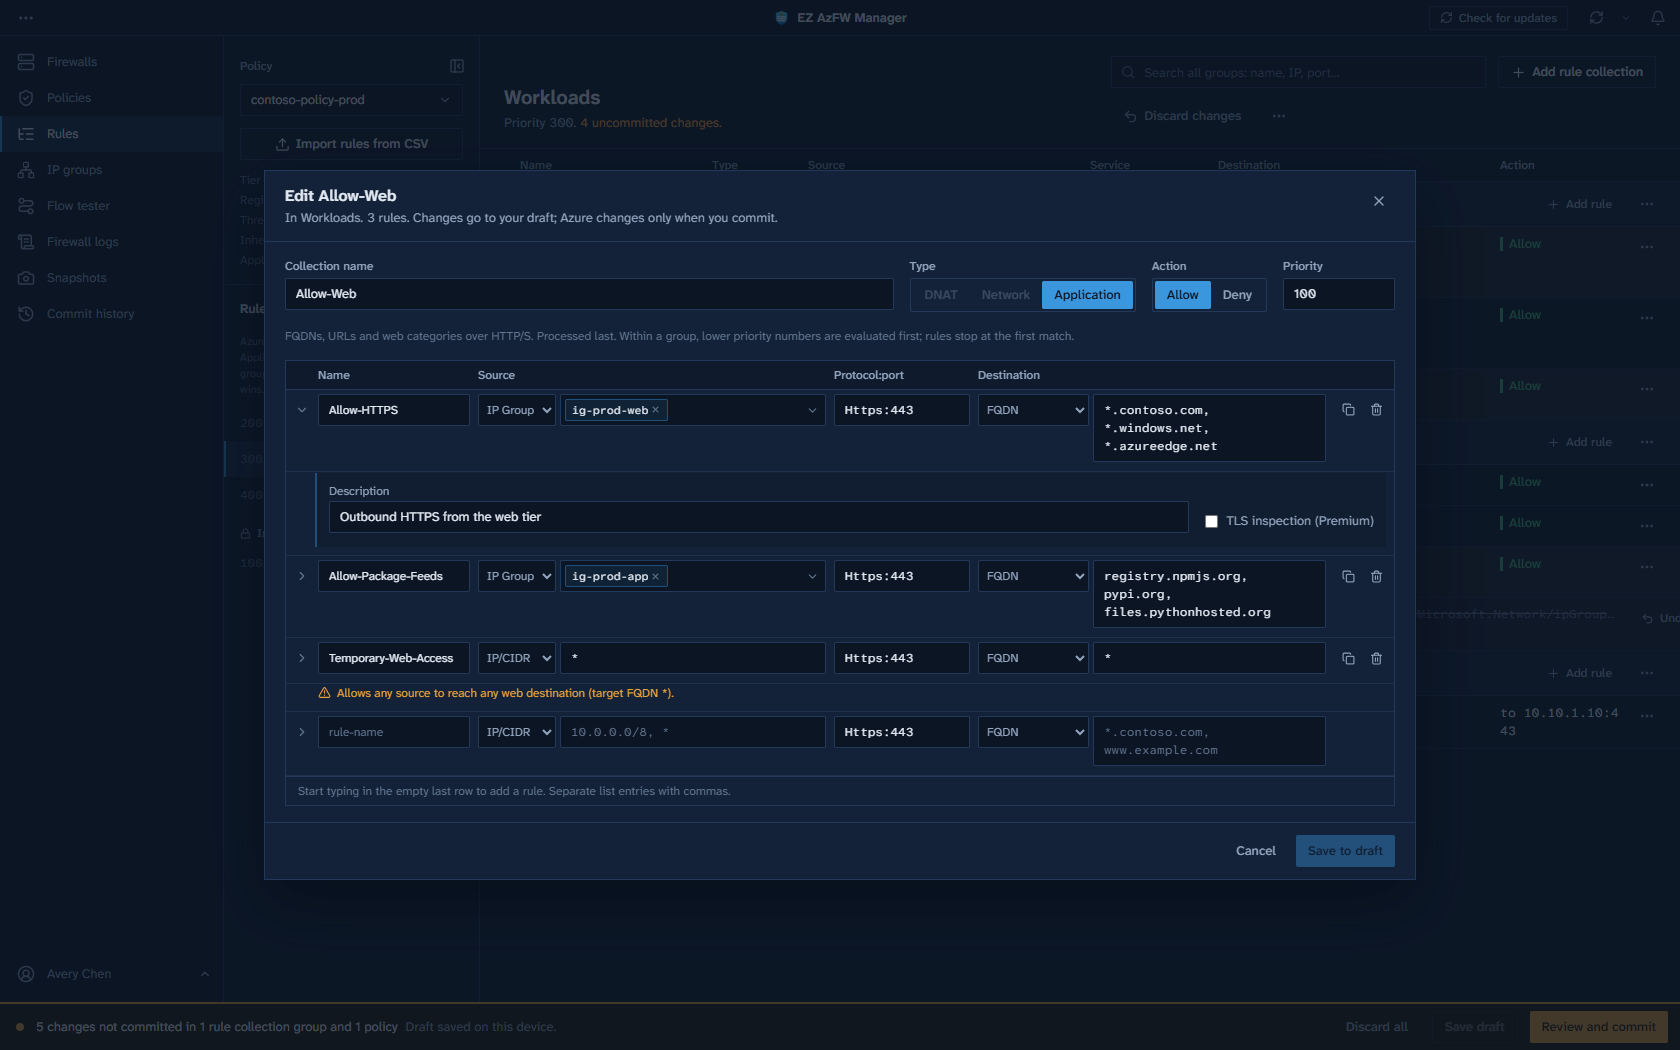 EZ AzFW Manager
Check for updates
Firewalls
Policies
Rules
IP groups
Flow tester
Firewall logs
Snapshots
Commit history
Avery Chen
Policy
contoso-policy-prod
Import rules from CSV
Tier
200
300
400
100
Workloads
Priority 300. 4 uncommitted changes.
Search all groups: name, IP, port...
Add rule collection
Discard changes
Name Type Source Service Destination Action
Add rule
Allow
Allow
Allow
Add rule
Allow
Allow
Allow
Microsoft.Network/ipGroup…
Add rule
to 10.10.1.10:4
43
Edit Allow-Web
In Workloads. 3 rules. Changes go to your draft; Azure changes only when you commit.
Collection name Type Action Priority
Allow-Web DNAT Network Application Allow Deny 100
FQDNs, URLs and web categories over HTTP/S. Processed last. Within a group, lower priority numbers are evaluated first; rules stop at the first match.
Name Source Protocol:port Destination
Allow-HTTPS IP Group ig-prod-web × Https:443 FQDN *.contoso.com,
*.windows.net,
*.azureedge.net
Description
Outbound HTTPS from the web tier TLS inspection (Premium)
Allow-Package-Feeds IP Group ig-prod-app × Https:443 FQDN registry.npmjs.org,
pypi.org,
files.pythonhosted.org
Temporary-Web-Access IP/CIDR * Https:443 FQDN *
Allows any source to reach any web destination (target FQDN *).
rule-name IP/CIDR 10.0.0.0/8, * Https:443 FQDN *.contoso.com,
www.example.com
Start typing in the empty last row to add a rule. Separate list entries with commas.
Cancel Save to draft
5 changes not committed in 1 rule collection group and 1 policy Draft saved on this device.
Discard all Save draft Review and commit